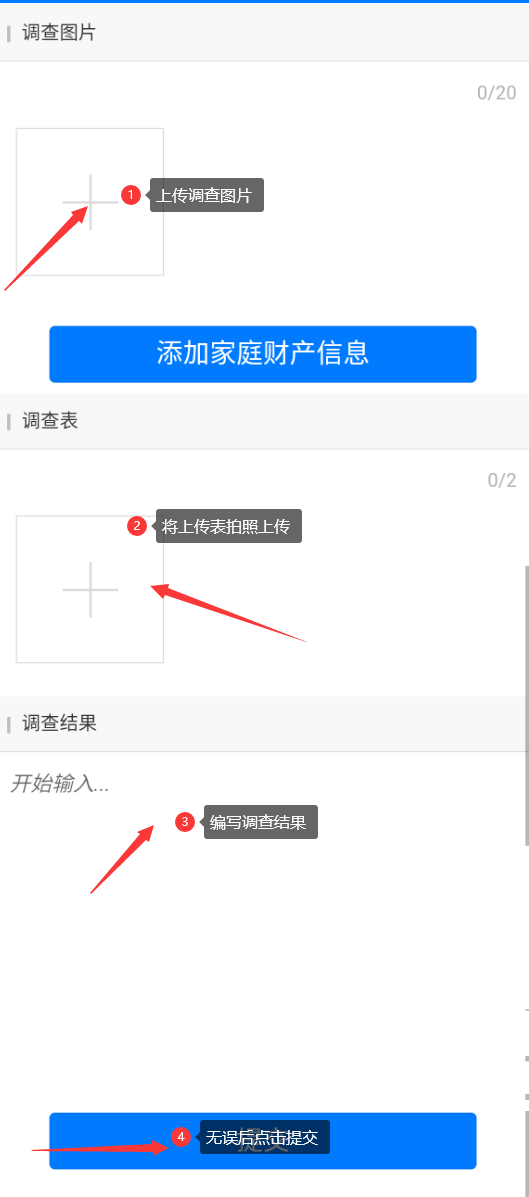 调查图片
0/20
1 上传调查图片
添加家庭财产信息
调查表
0/2
2 将上传表拍照上传
调查结果
开始输入...
3 编写调查结果
提交
4 无误后点击提交